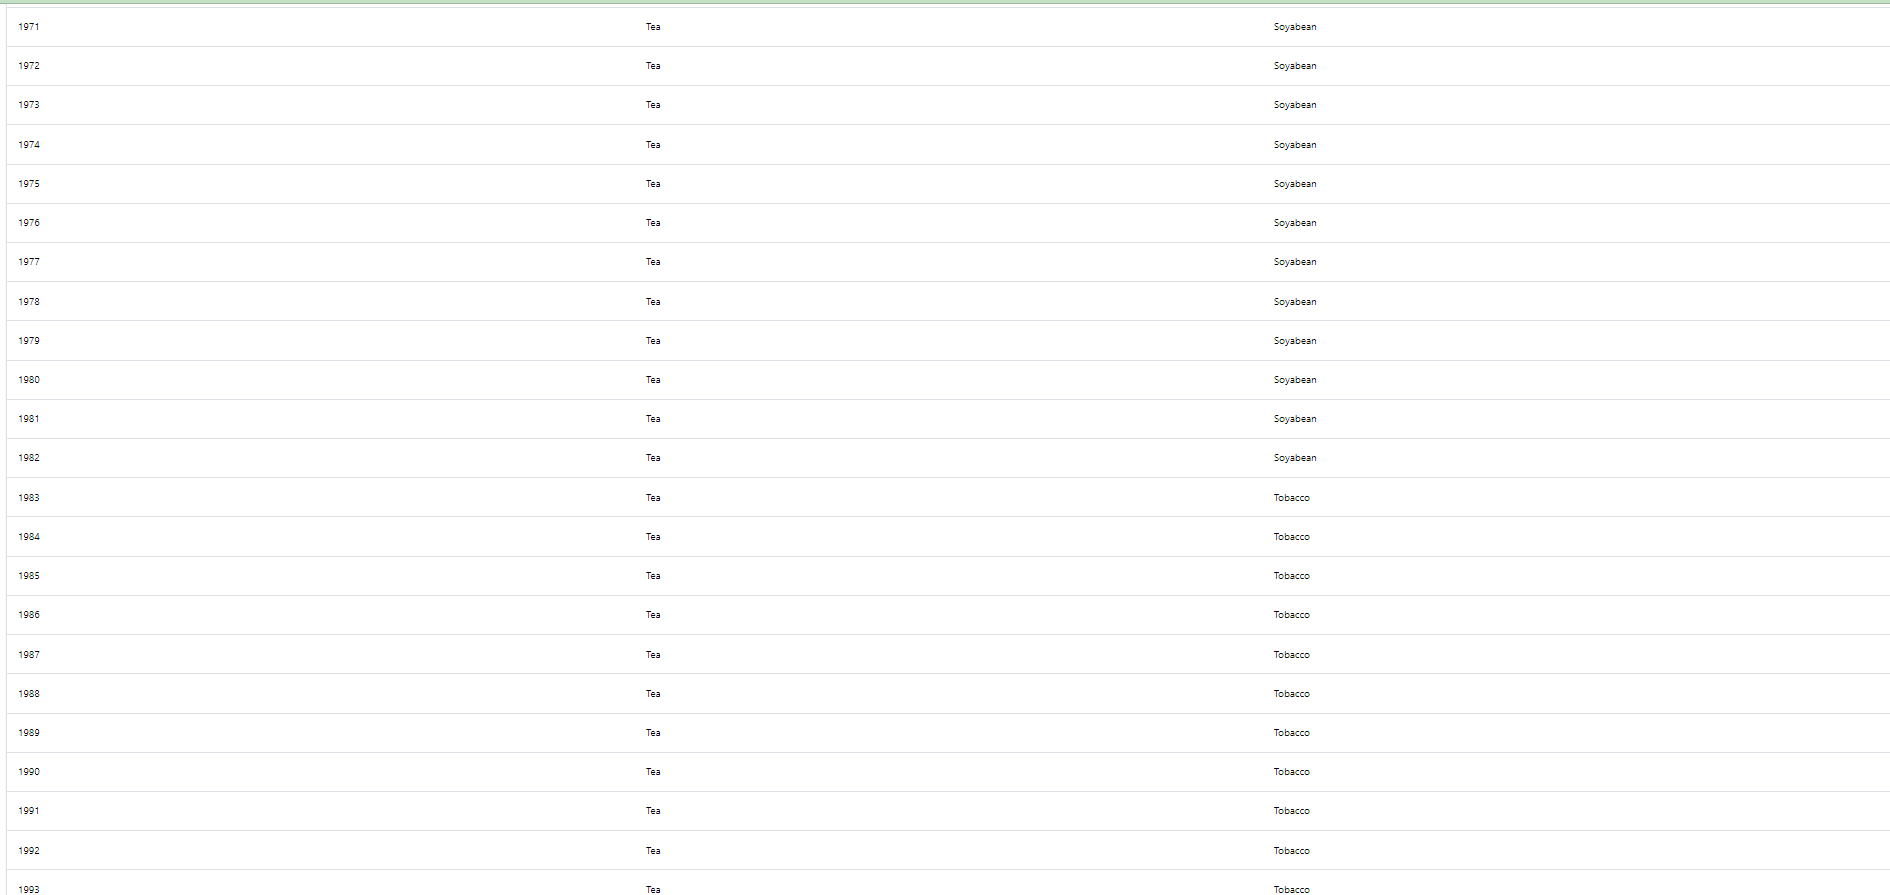 1971 Tea Soyabean
1972 Tea Soyabean
1973 Tea Soyabean
1974 Tea Soyabean
1975 Tea Soyabean
1976 Tea Soyabean
1977 Tea Soyabean
1978 Tea Soyabean
1979 Tea Soyabean
1980 Tea Soyabean
1981 Tea Soyabean
1982 Tea Soyabean
1983 Tea Tobacco
1984 Tea Tobacco
1985 Tea Tobacco
1986 Tea Tobacco
1987 Tea Tobacco
1988 Tea Tobacco
1989 Tea Tobacco
1990 Tea Tobacco
1991 Tea Tobacco
1992 Tea Tobacco
1993 Tea Tobacco